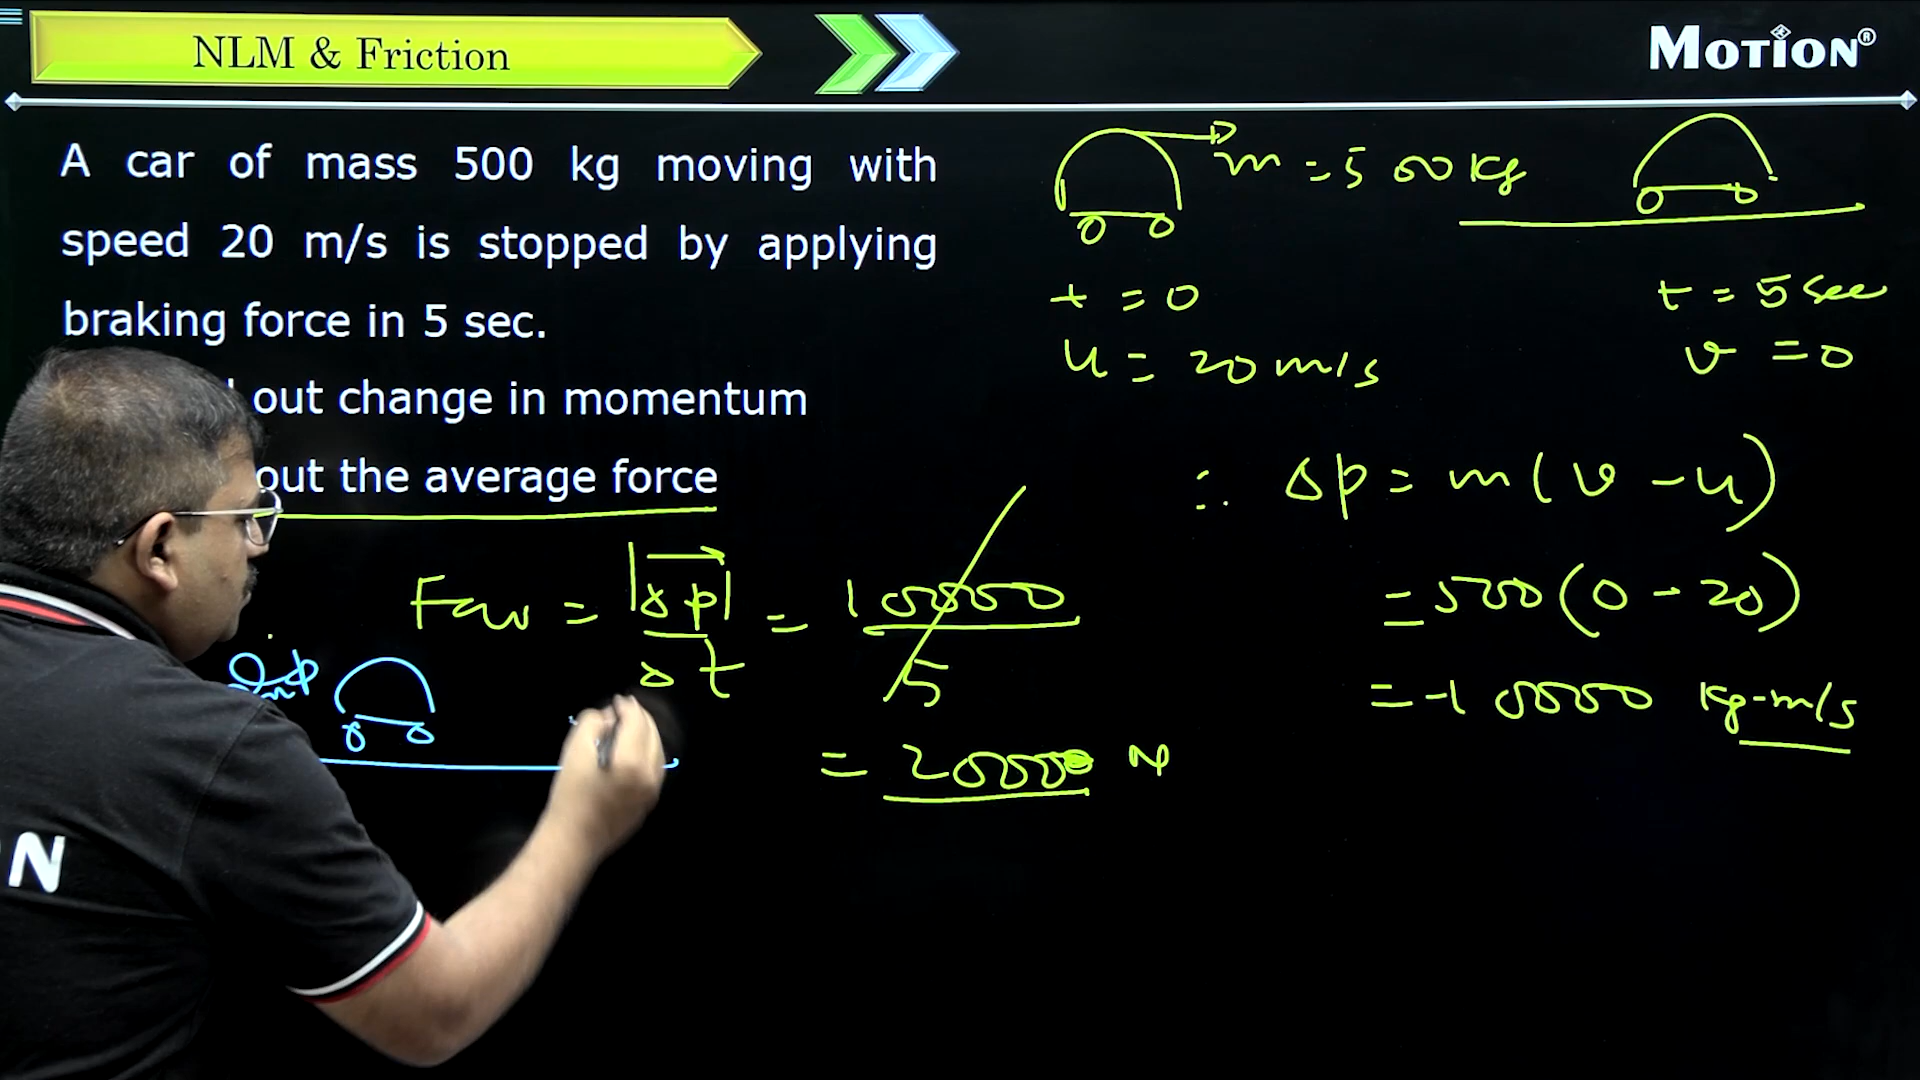 NLM & Friction
MOTION®
A car of mass 500 kg moving with
speed 20 m/s is stopped by applying
braking force in 5 sec.
out change in momentum
out the average force
m = 500 kg
t = 0
u = 20 m/s
t = 5 sec
v = 0
∴ Δp = m(v - u)
= 500(0 - 20)
= -10000 kg-m/s
Fav = |Δp| / Δt = 10000 / 5
= 2000 N
N